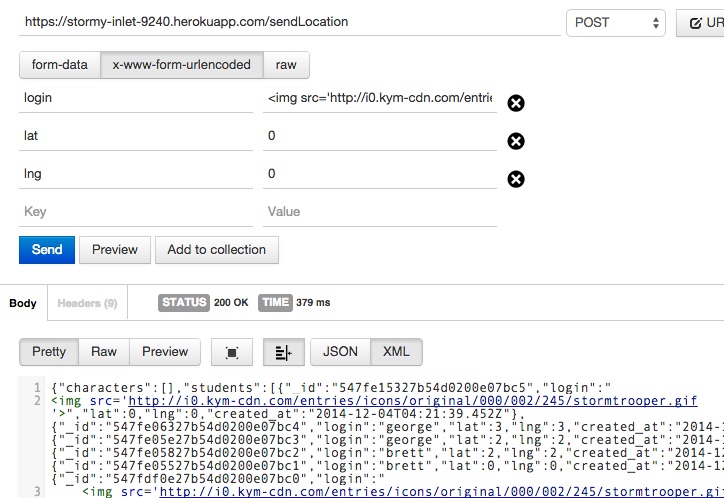 https://stormy-inlet-9240.herokuapp.com/sendLocation POST UR
form-data x-www-form-urlencoded raw
login <img src='http://i0.kym-cdn.com/entrie
lat 0
lng 0
Key Value
Send Preview Add to collection
Body Headers (9) STATUS 200 OK TIME 379 ms
Pretty Raw Preview JSON XML
1 {"characters":[],"students":[{"_id":"547fe15327b54d0200e07bc5","login":"
2 <img src='http://i0.kym-cdn.com/entries/icons/original/000/002/245/stormtrooper.gif
'>","lat":0,"lng":0,"created_at":"2014-12-04T04:21:39.452Z"},
{"_id":"547fe06327b54d0200e07bc4","login":"george","lat":3,"lng":3,"created_at":"2014-1
{"_id":"547fe05e27b54d0200e07bc3","login":"george","lat":2,"lng":2,"created_at":"2014-1
{"_id":"547fe05827b54d0200e07bc2","login":"brett","lat":2,"lng":2,"created_at":"2014-12
{"_id":"547fe05527b54d0200e07bc1","login":"brett","lat":0,"lng":0,"created_at":"2014-12
{"_id":"547fdf0e27b54d0200e07bc0","login":"
3 <img src='http://i0.kym-cdn.com/entries/icons/original/000/002/245/stormtrooper.gif